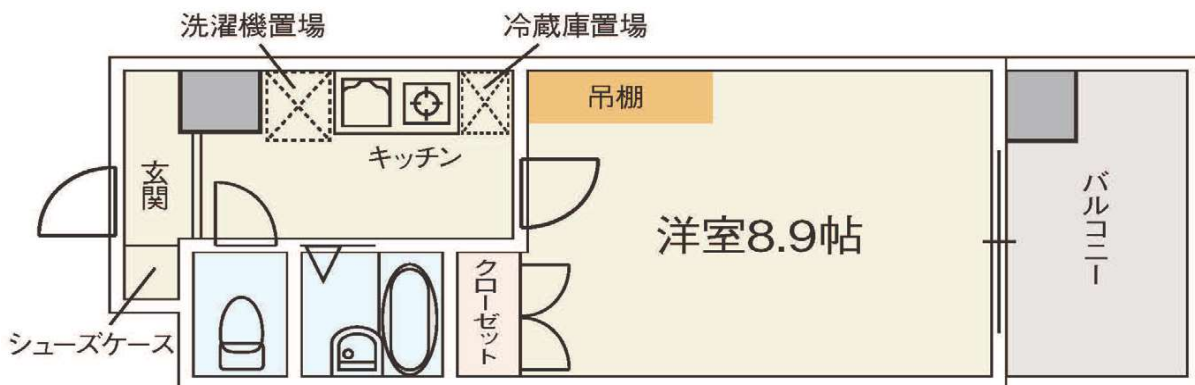 洗濯機置場
冷蔵庫置場
吊棚
キッチン
玄関
洋室8.9帖
バルコニー
クローゼット
シューズケース